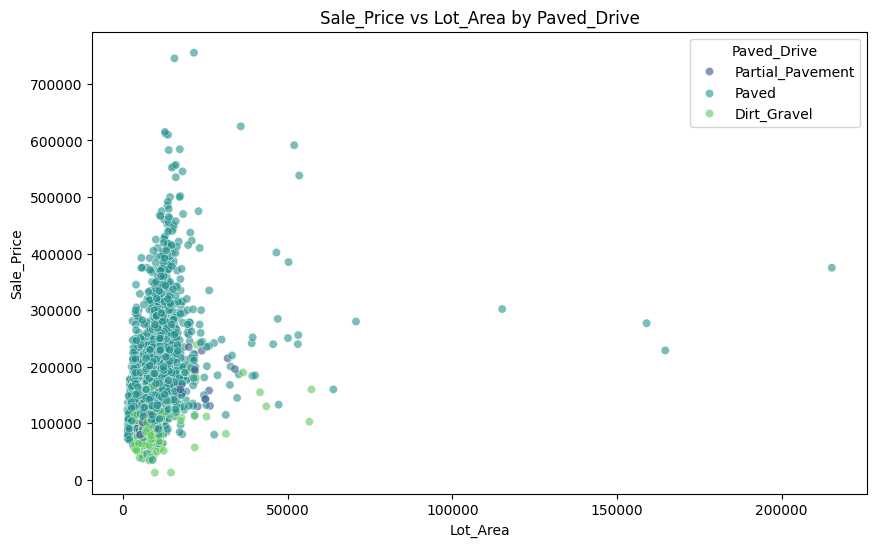 Sale_Price vs Lot_Area by Paved_Drive
Paved_Drive
Partial_Pavement
Paved
Dirt_Gravel
700000
600000
500000
400000
300000
200000
100000
0
Sale_Price
0 50000 100000 150000 200000
Lot_Area